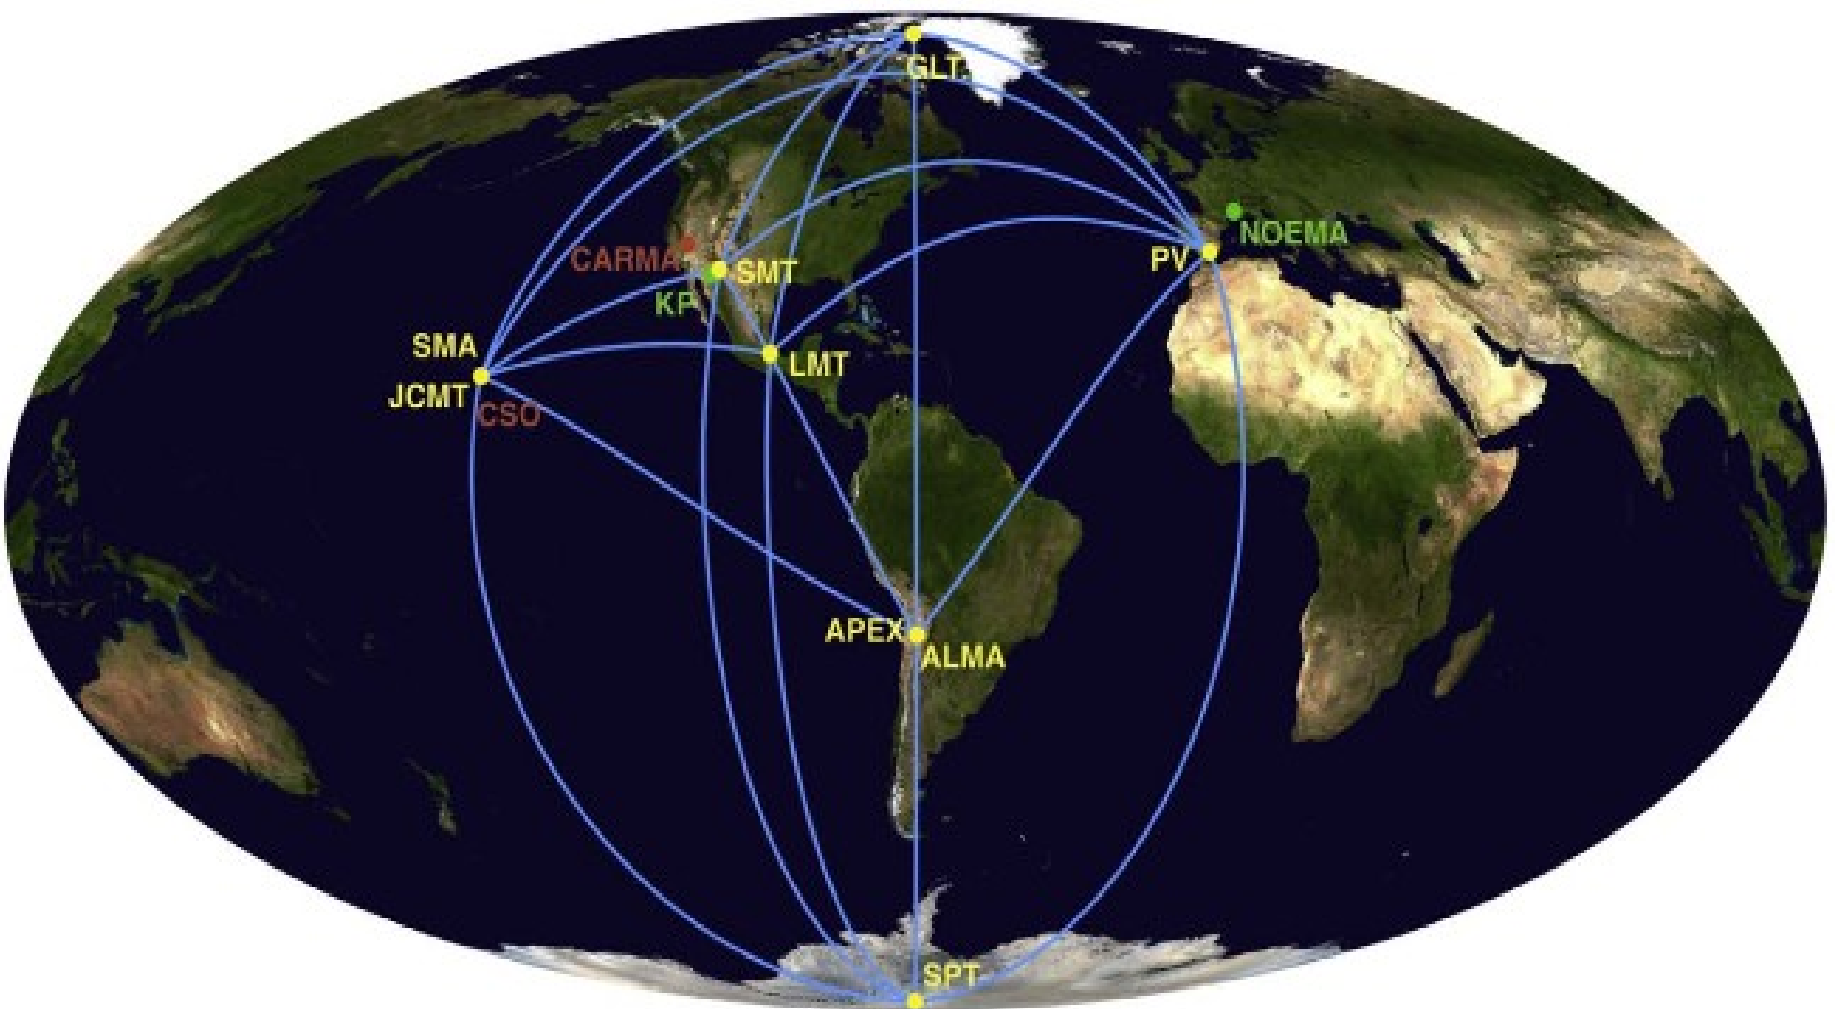 GLT
CARMA
SMT
KP
NOEMA
PV
SMA
LMT
JCMT
CSO
APEX
ALMA
SPT